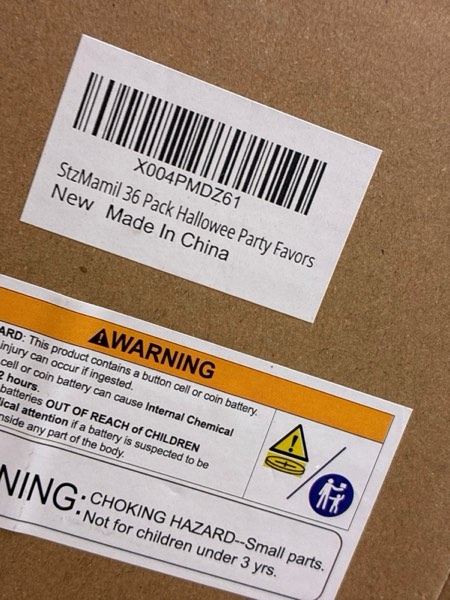 X004PMDZ61
StzMamil 36 Pack Hallowee Party Favors
New Made In China
WARNING
ARD: This product contains a button cell or coin battery.
injury can occur if ingested.
cell or coin battery can cause Internal Chemical
2 hours.
batteries OUT OF REACH of CHILDREN
ical attention if a battery is suspected to be
nside any part of the body.
NING: CHOKING HAZARD--Small parts.
Not for children under 3 yrs.